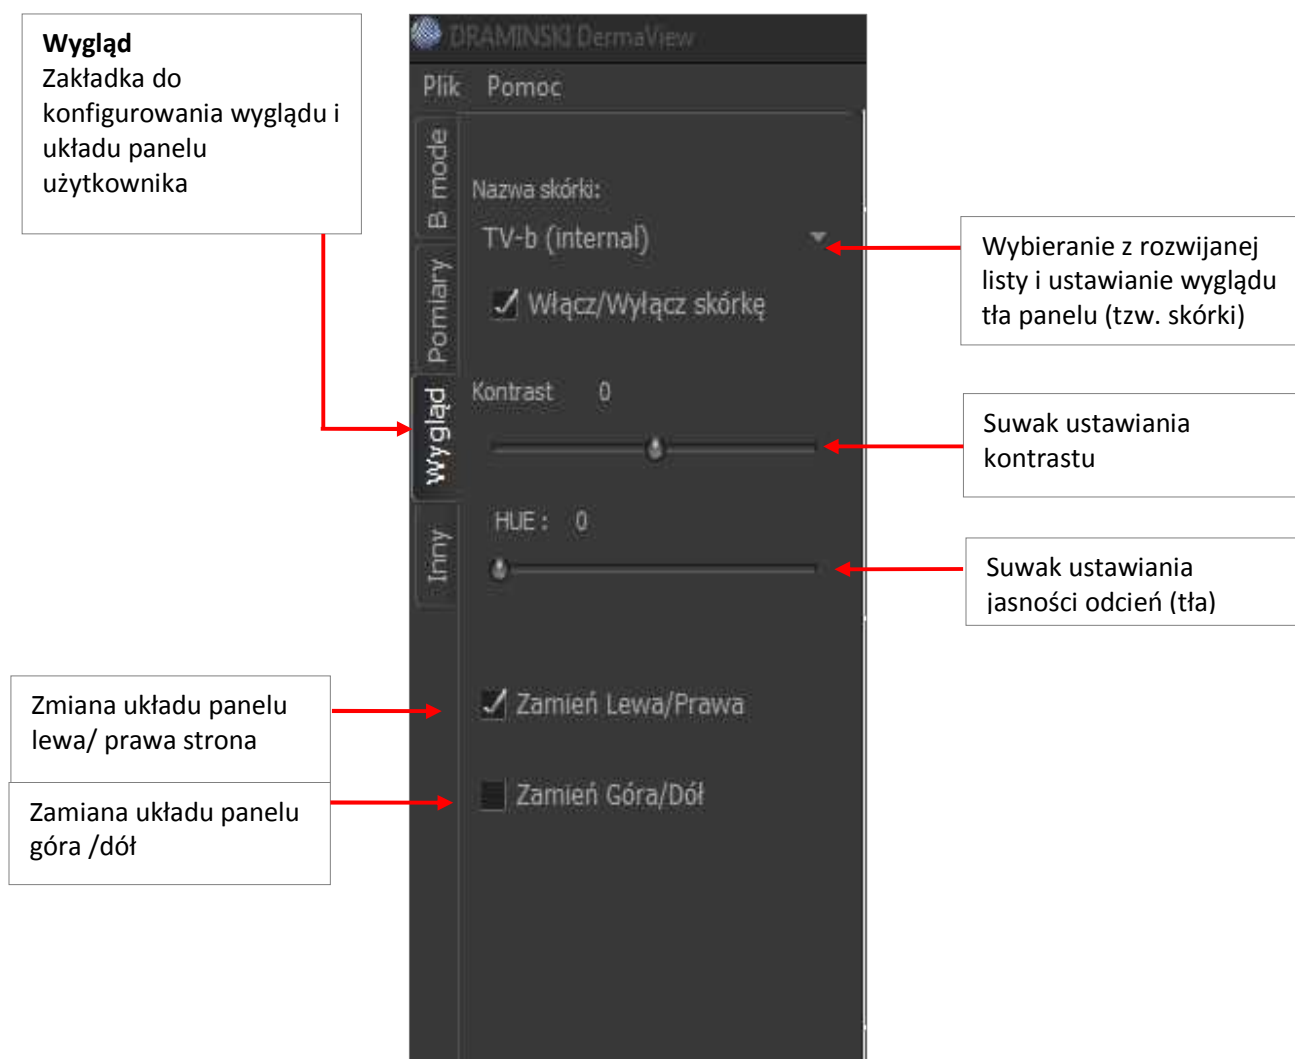 Wygląd
Zakładka do
konfigurowania wyglądu i
układu panelu
użytkownika
DRAMINSKI DermaView
Plik Pomoc
B mode
Pomiary
Wygląd
Inny
Nazwa skórki:
TV-b (internal)
Włącz/Wyłącz skórkę
Kontrast 0
HUE : 0
Zamień Lewa/Prawa
Zamień Góra/Dół
Wybieranie z rozwijanej
listy i ustawianie wyglądu
tła panelu (tzw. skórki)
Suwak ustawiania
kontrastu
Suwak ustawiania
jasności odcień (tła)
Zmiana układu panelu
lewa/ prawa strona
Zamiana układu panelu
góra /dół